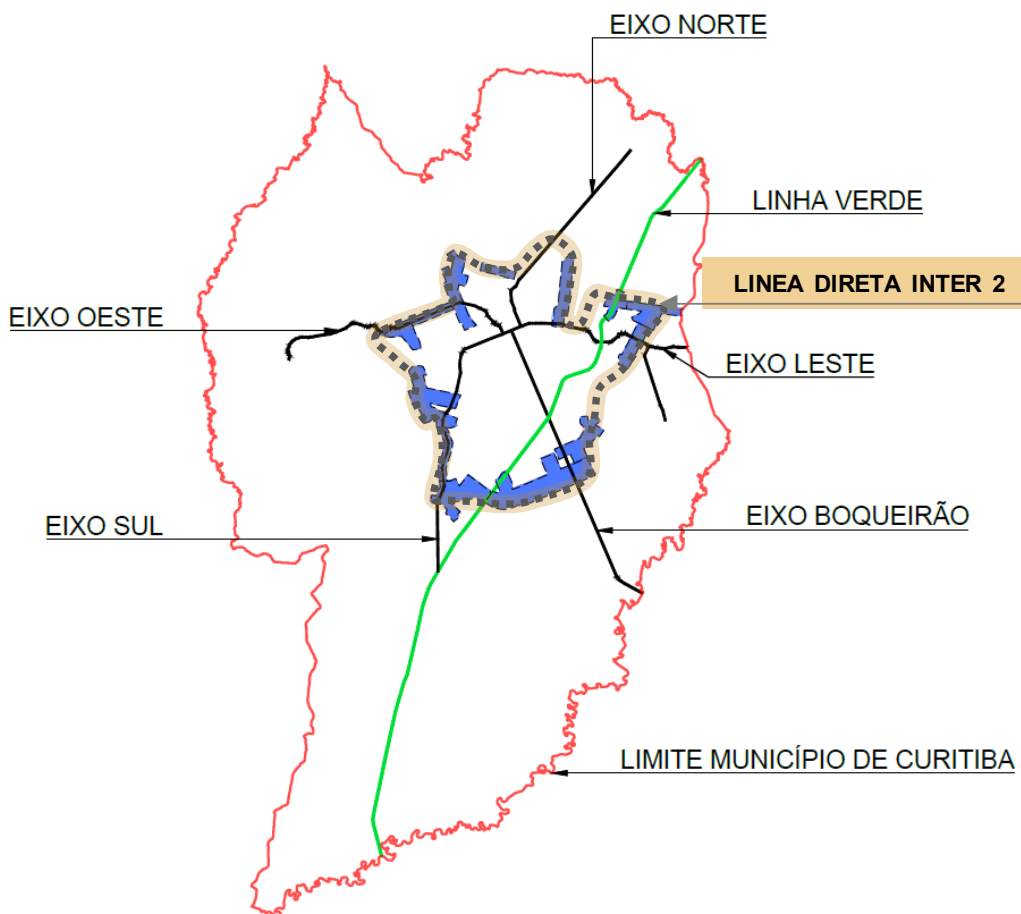 EIXO NORTE
LINHA VERDE
LINEA DIRETA INTER 2
EIXO OESTE
EIXO LESTE
EIXO BOQUEIRÃO
EIXO SUL
LIMITE MUNICÍPIO DE CURITIBA